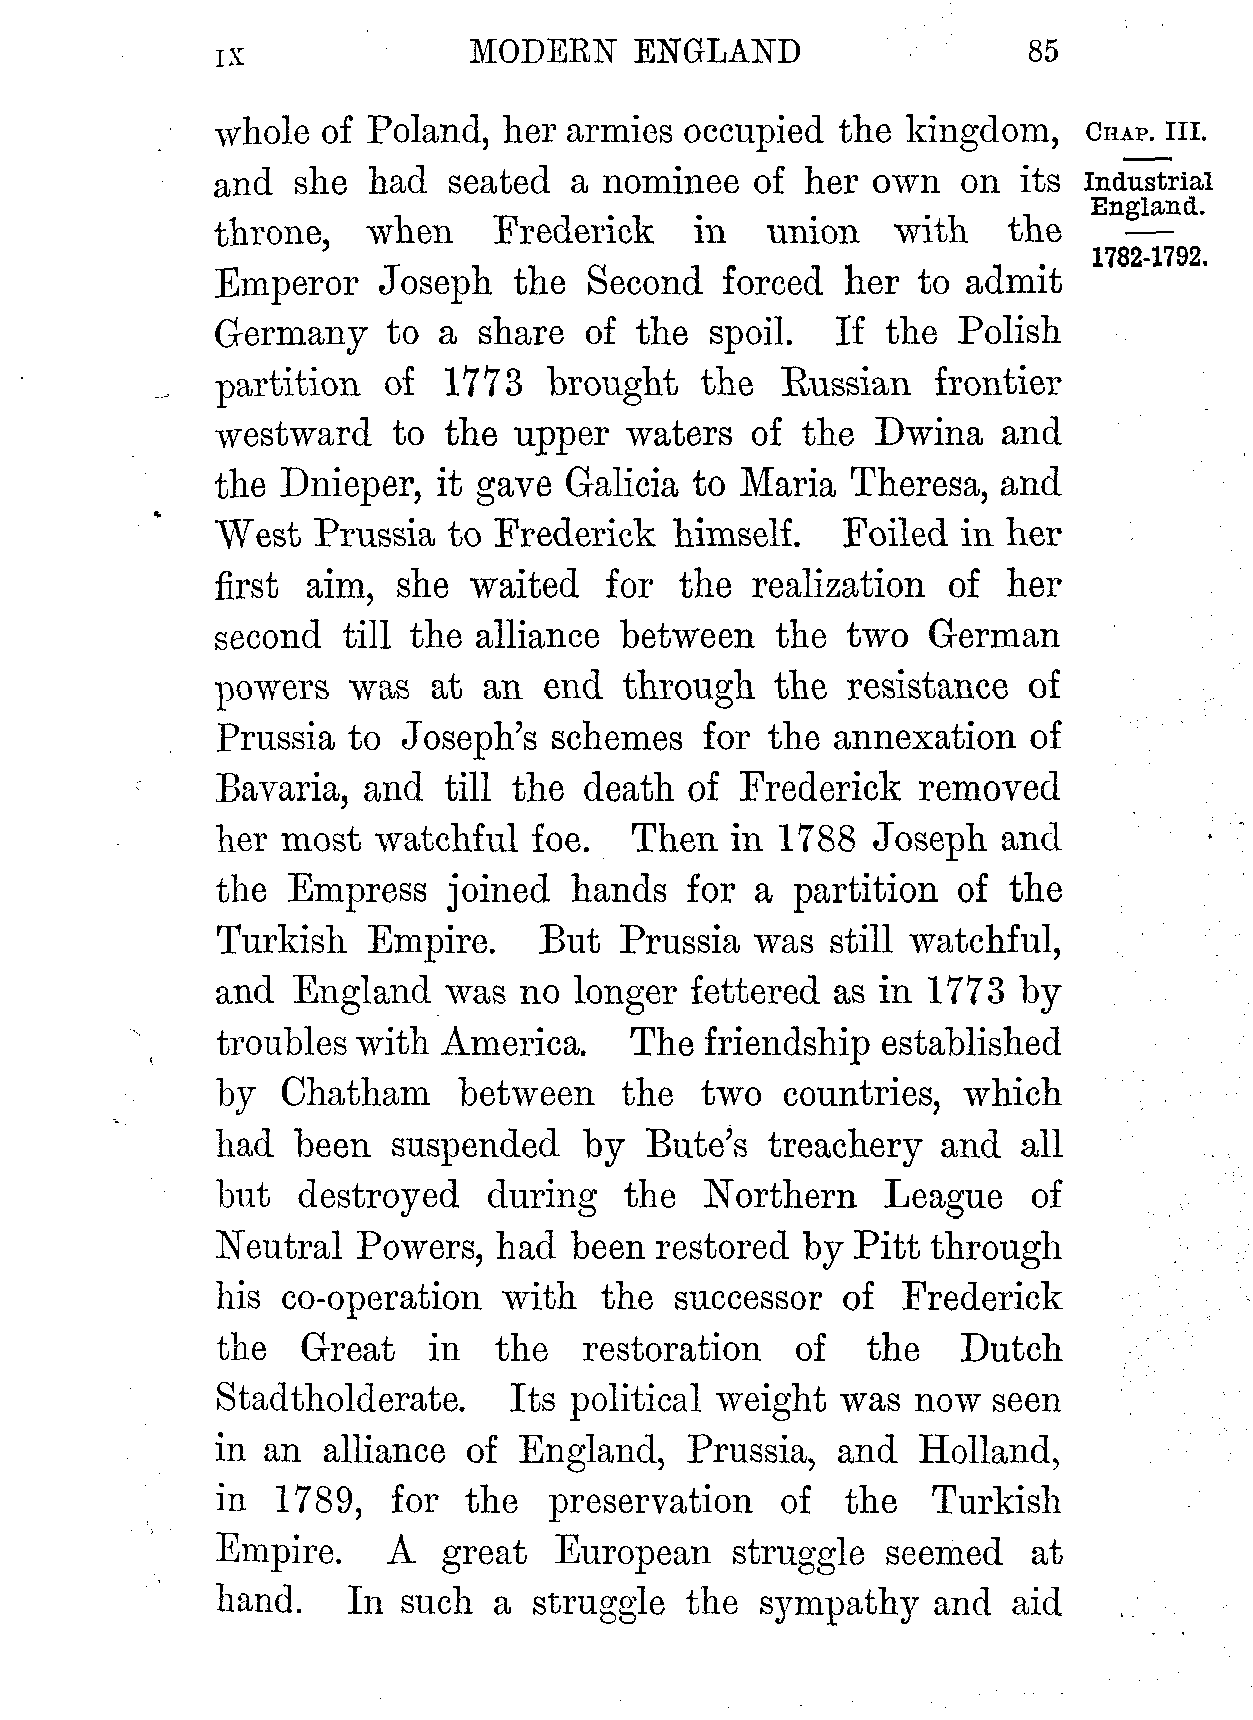 IX MODERN ENGLAND 85
whole of Poland, her armies occupied the kingdom,
and she had seated a nominee of her own on its
throne, when Frederick in union with the
Emperor Joseph the Second forced her to admit
Germany to a share of the spoil. If the Polish
partition of 1773 brought the Russian frontier
westward to the upper waters of the Dwina and
the Dnieper, it gave Galicia to Maria Theresa, and
West Prussia to Frederick himself. Foiled in her
first aim, she waited for the realization of her
second till the alliance between the two German
powers was at an end through the resistance of
Prussia to Joseph's schemes for the annexation of
Bavaria, and till the death of Frederick removed
her most watchful foe. Then in 1788 Joseph and
the Empress joined hands for a partition of the
Turkish Empire. But Prussia was still watchful,
and England was no longer fettered as in 1773 by
troubles with America. The friendship established
by Chatham between the two countries, which
had been suspended by Bute's treachery and all
but destroyed during the Northern League of
Neutral Powers, had been restored by Pitt through
his co-operation with the successor of Frederick
the Great in the restoration of the Dutch
Stadtholderate. Its political weight was now seen
in an alliance of England, Prussia, and Holland,
in 1789, for the preservation of the Turkish
Empire. A great European struggle seemed at
hand. In such a struggle the sympathy and aid
CHAP. III.
Industrial
England.
1782-1792.